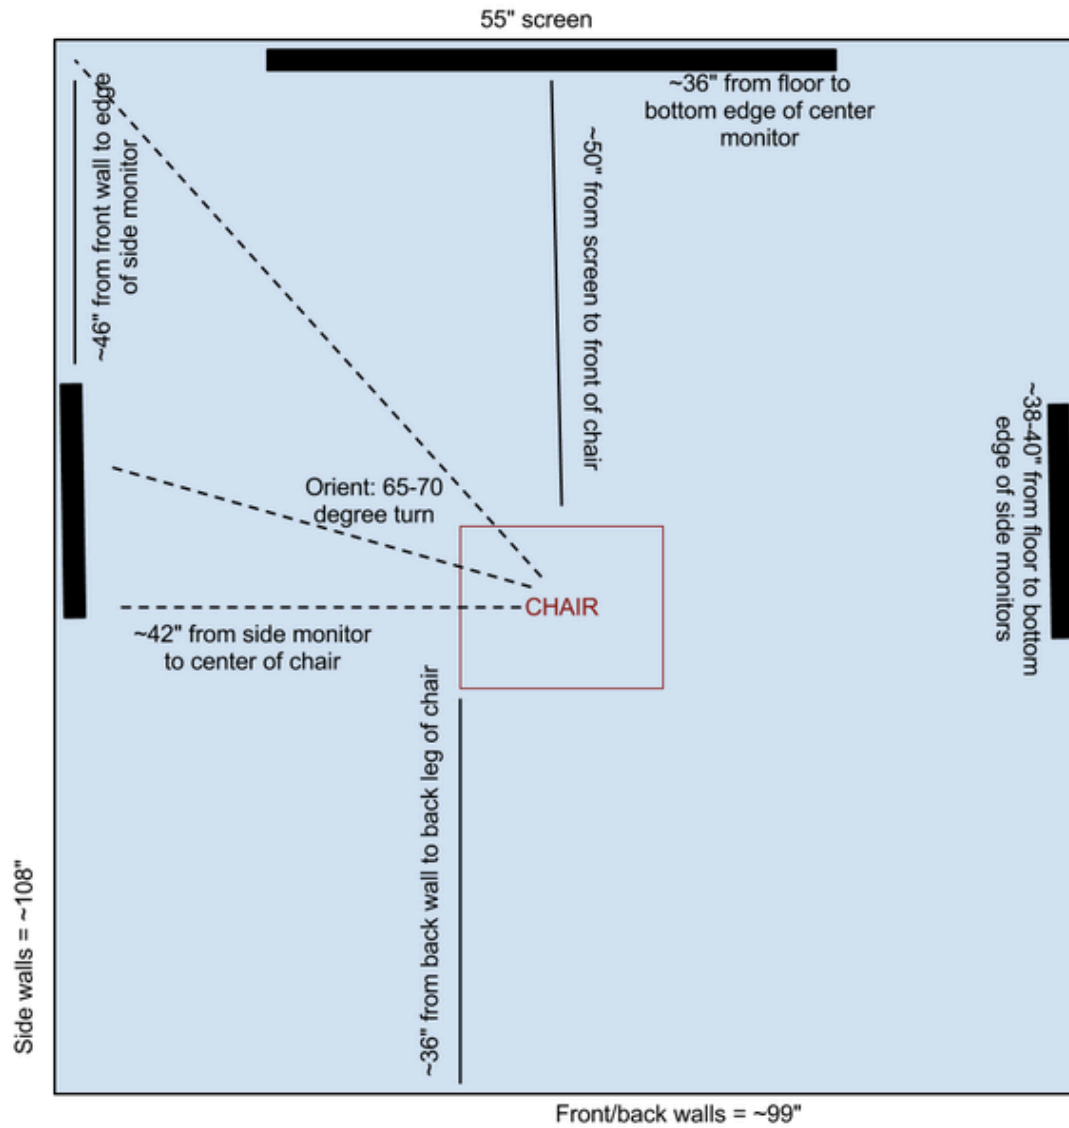 55" screen
~36" from floor to
bottom edge of center
monitor
~46" from front wall to edge
of side monitor
~50" from screen to front of chair
~38-40" from floor to bottom
edge of side monitors
Orient: 65-70
degree turn
CHAIR
~42" from side monitor
to center of chair
~36" from back wall to back leg of chair
Side walls = ~108"
Front/back walls = ~99"